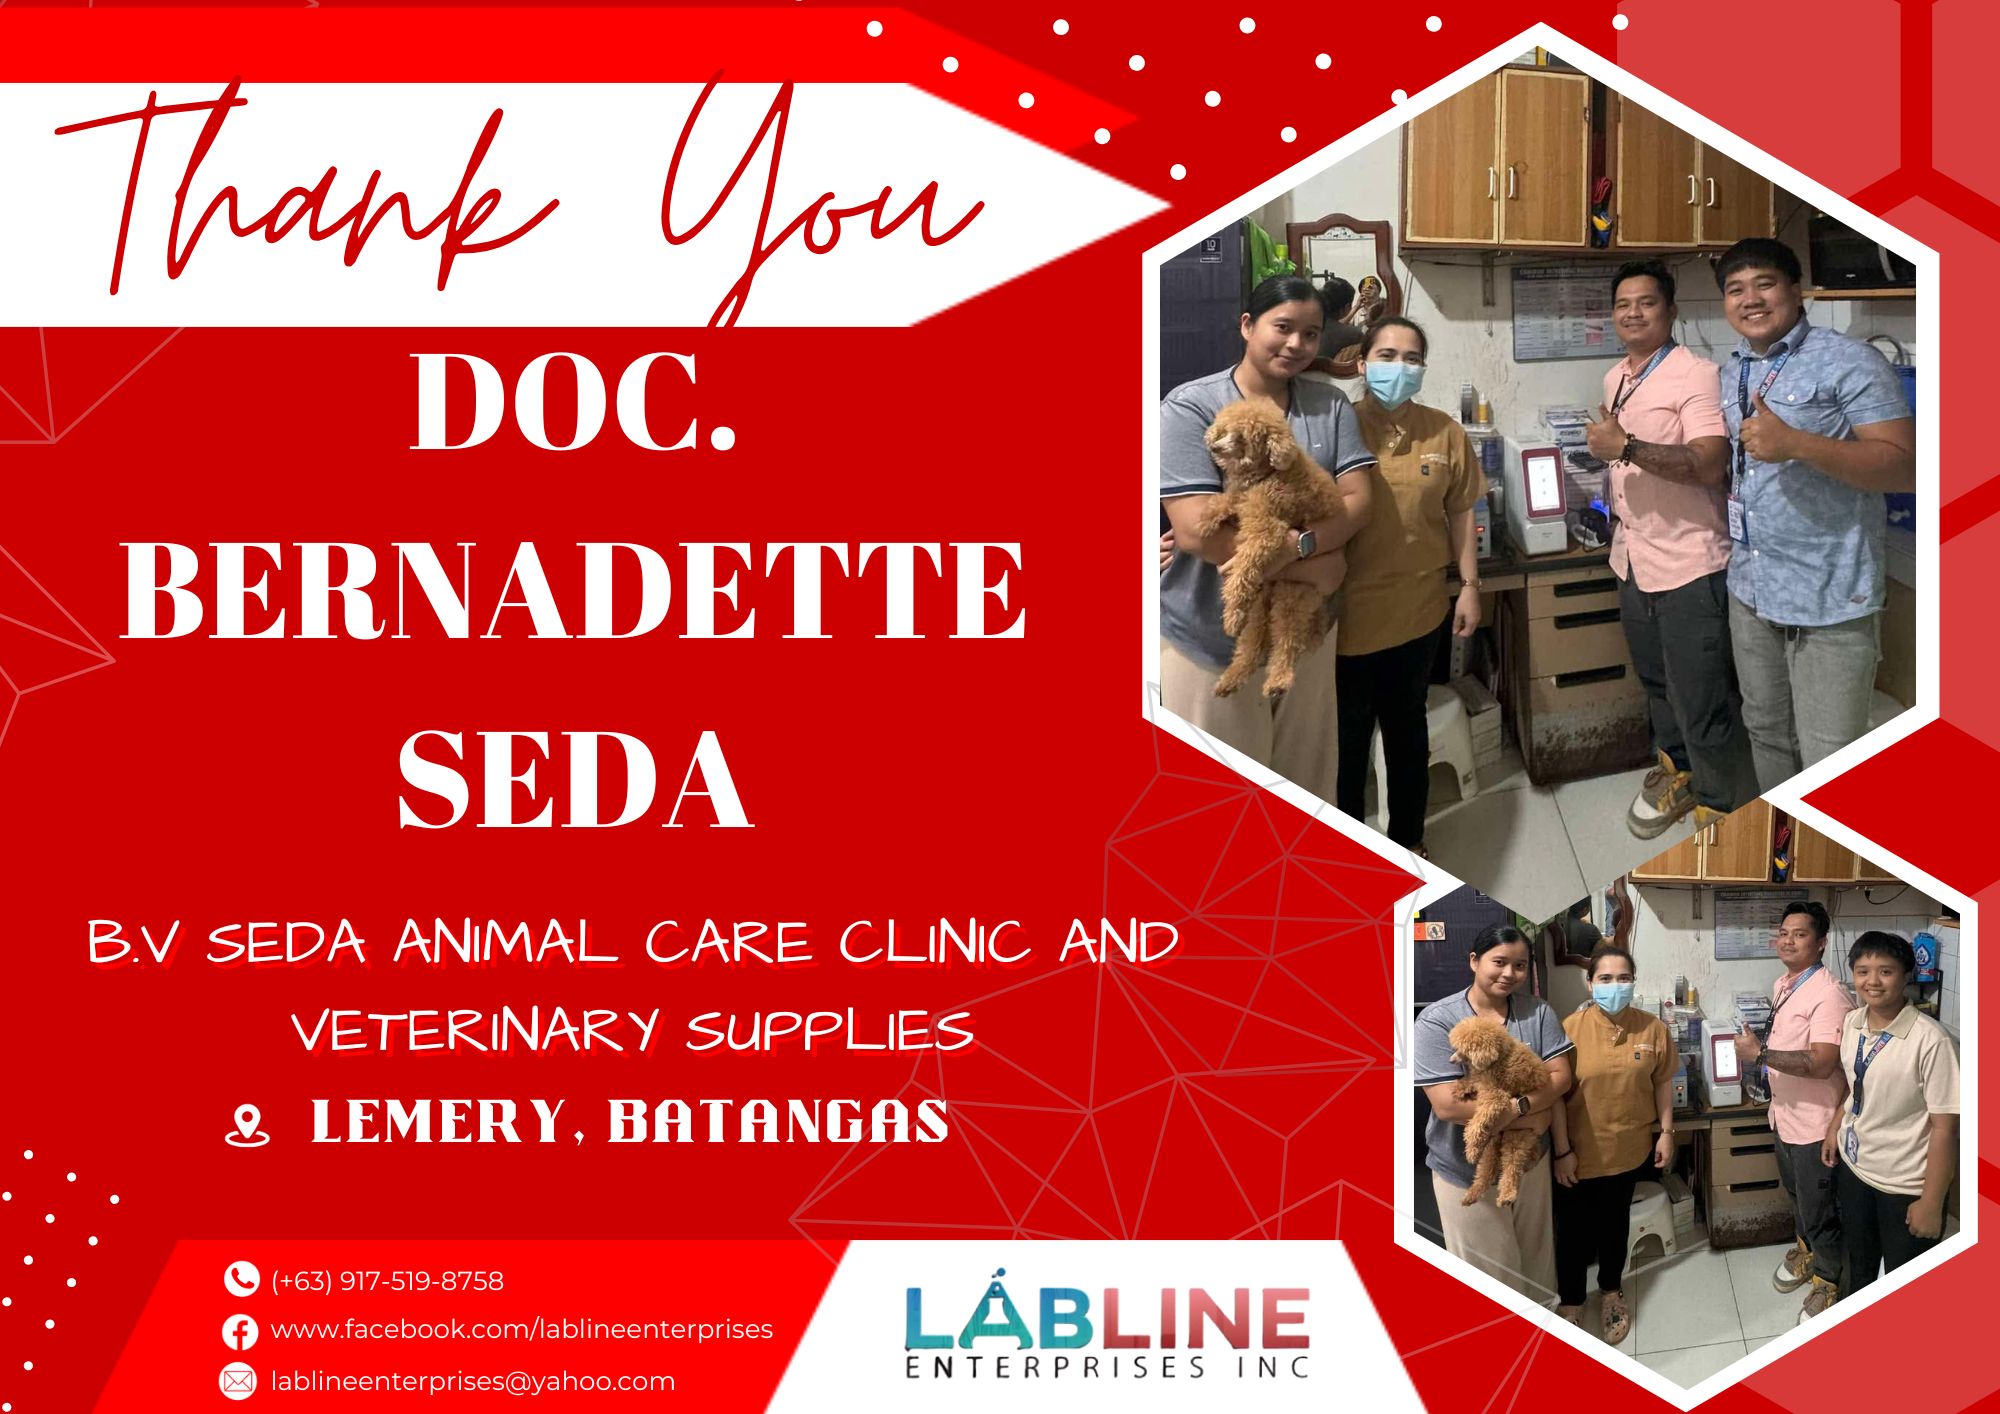 Thank You
DOC.
BERNADETTE
SEDA
B.V SEDA ANIMAL CARE CLINIC AND
VETERINARY SUPPLIES
LEMERY, BATANGAS
(+63) 917-519-8758
www.facebook.com/lablineenterprises
lablineenterprises@yahoo.com
LABLINE
ENTERPRISES INC